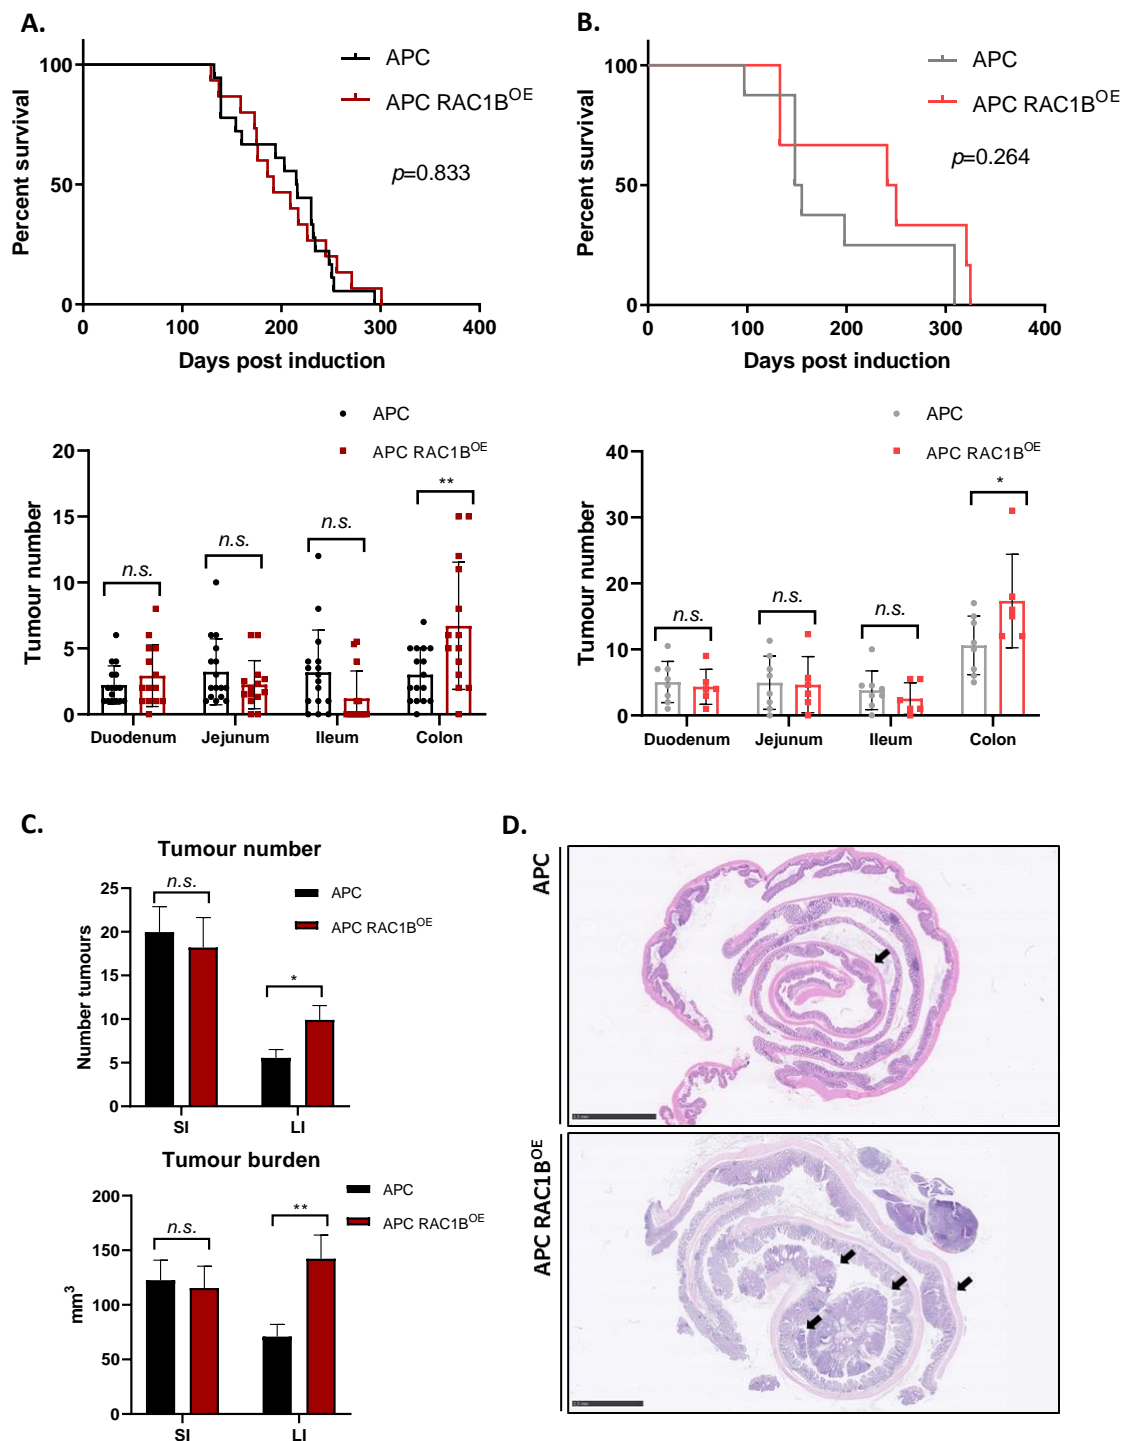 A.
APC
APC RAC1B^OE
p=0.833
Percent survival
100
50
0
0 100 200 300 400
Days post induction
B.
APC
APC RAC1B^OE
p=0.264
Percent survival
100
50
0
0 100 200 300 400
Days post induction
APC
APC RAC1B^OE
Tumour number
20
15
10
5
0
n.s.
n.s.
n.s.
**
Duodenum Jejunum Ileum Colon
APC
APC RAC1B^OE
Tumour number
40
30
20
10
0
n.s.
n.s.
n.s.
*
Duodenum Jejunum Ileum Colon
C.
Tumour number
APC
APC RAC1B^OE
Number tumours
25
20
15
10
5
0
n.s.
*
SI LI
Tumour burden
APC
APC RAC1B^OE
mm^3
200
150
100
50
0
n.s.
**
SI LI
D.
APC
APC RAC1B^OE